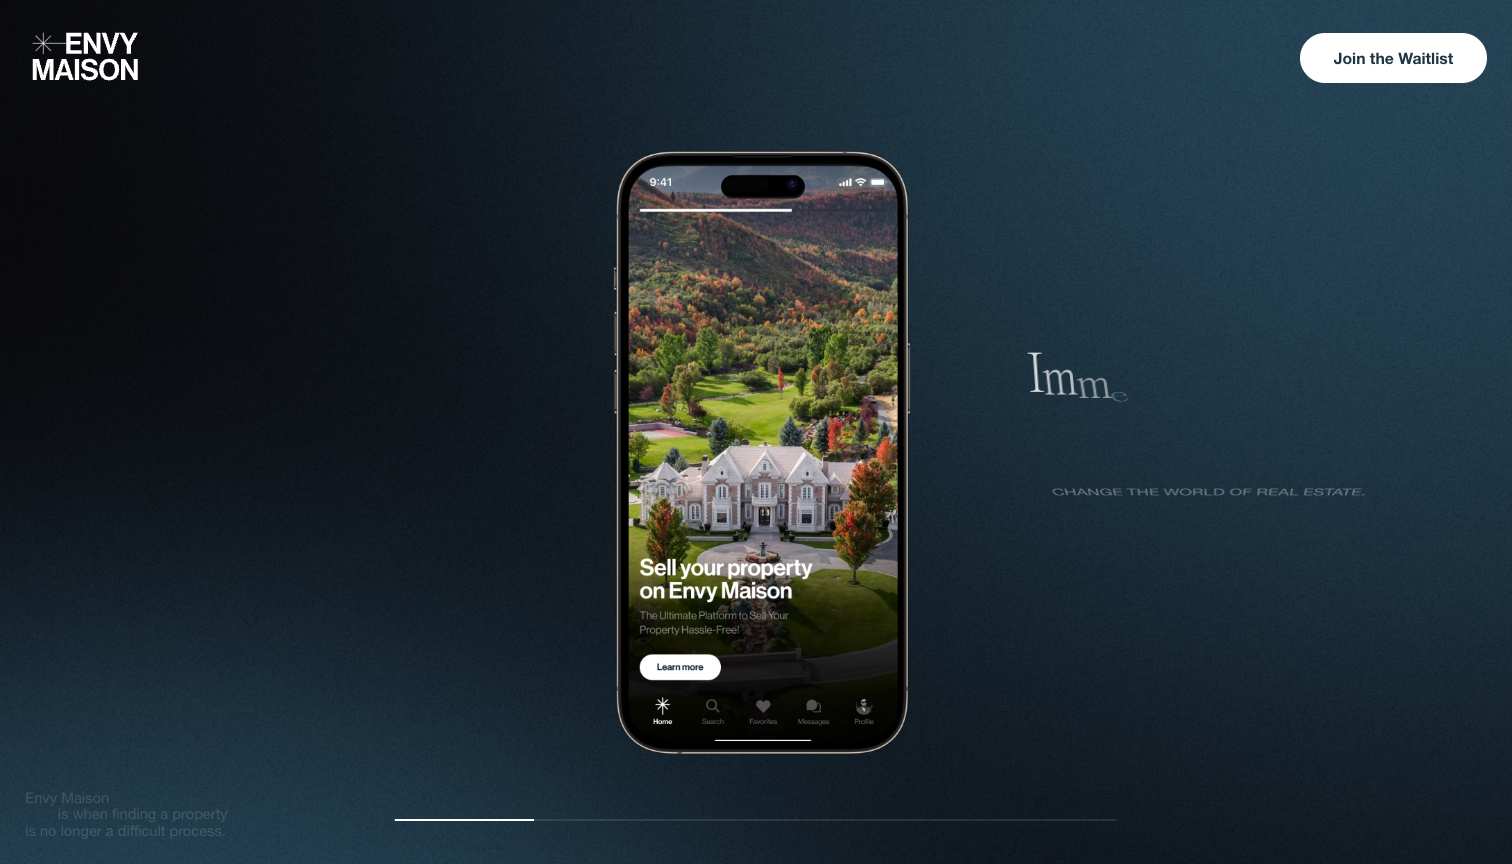 ENVY
MAISON
Join the Waitlist
9:41
Imme
CHANGE THE WORLD OF REAL ESTATE.
Sell your property
on Envy Maison
The Ultimate Platform to Sell Your
Property Hassle-Free!
Learn more
Home Search Favorites Messages Profile
Envy Maison
is when finding a property
is no longer a difficult process.